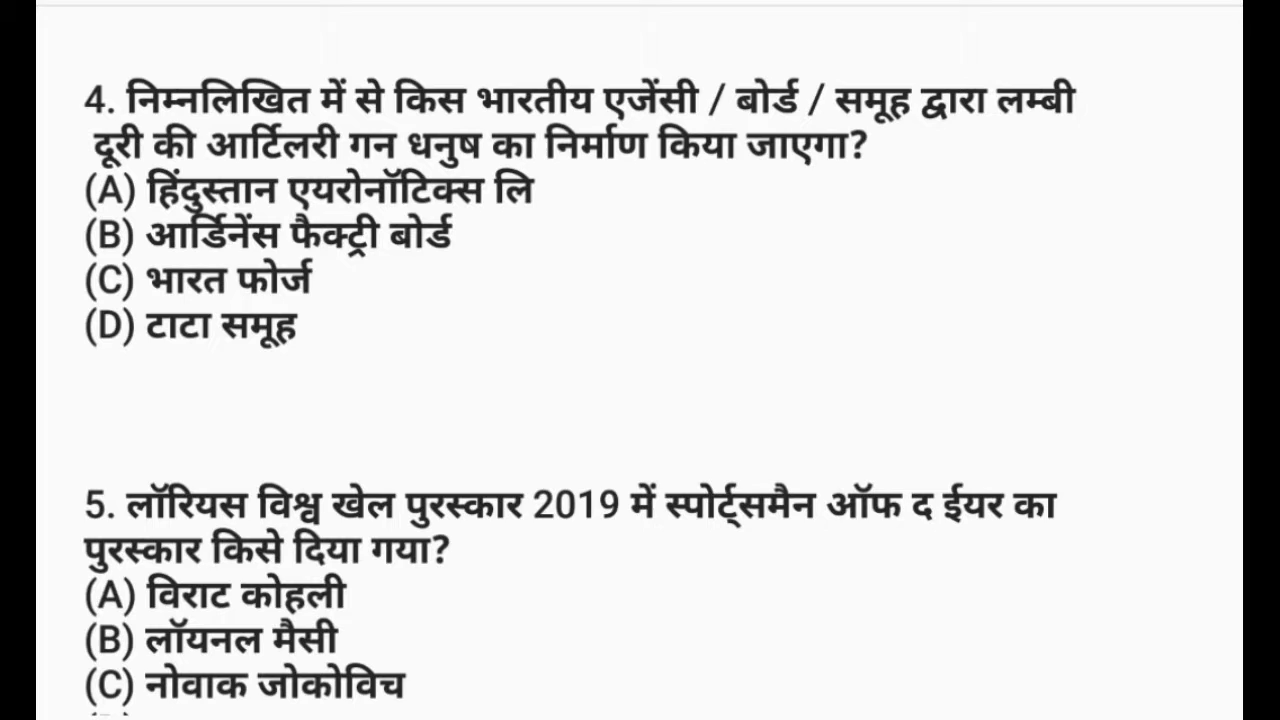 4. निम्नलिखित में से किस भारतीय एजेंसी / बोर्ड / समूह द्वारा लम्बी
दूरी की आर्टिलरी गन धनुष का निर्माण किया जाएगा?
(A) हिंदुस्तान एयरोनॉटिक्स लि
(B) आर्डिनेंस फैक्ट्री बोर्ड
(C) भारत फोर्ज
(D) टाटा समूह
5. लॉरियस विश्व खेल पुरस्कार 2019 में स्पोर्ट्समैन ऑफ द ईयर का
पुरस्कार किसे दिया गया?
(A) विराट कोहली
(B) लॉयनल मैसी
(C) नोवाक जोकोविच